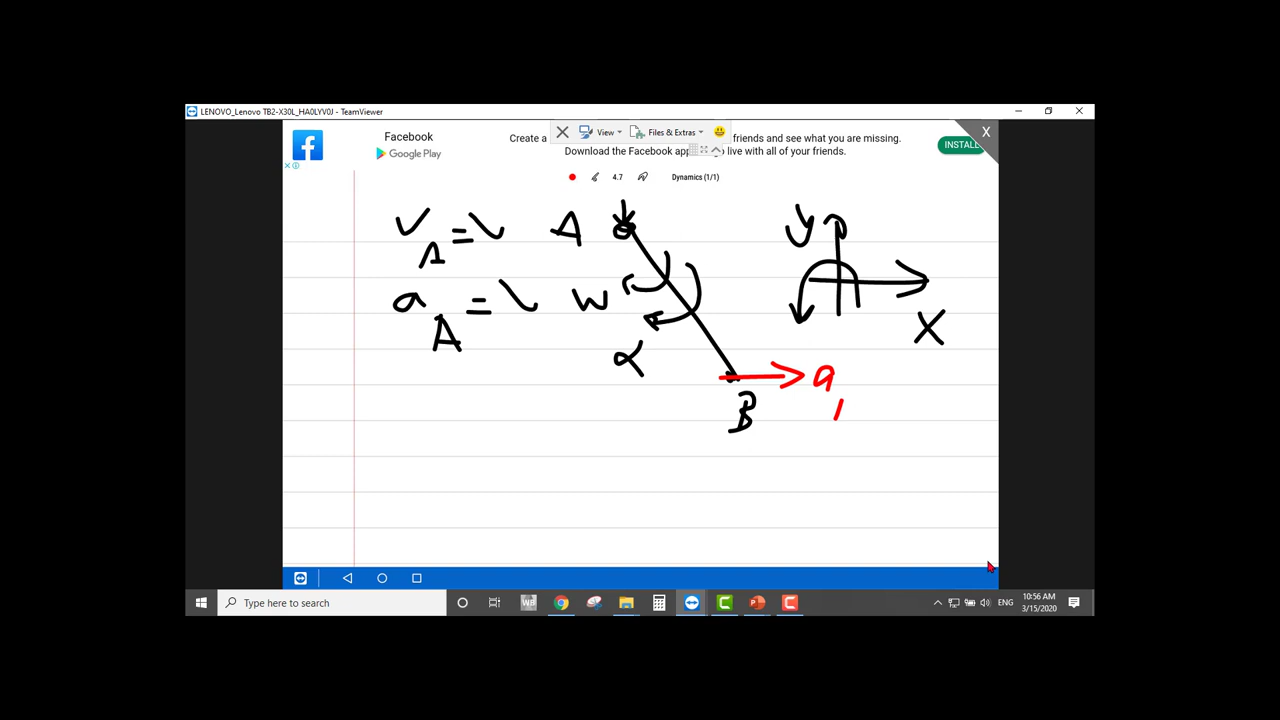 LENOVO_Lenovo TB2-X30L_HA0LYV0J - TeamViewer
Facebook
Google Play
View
Files & Extras
Create a
friends and see what you are missing.
Download the Facebook app
live with all of your friends.
INSTALL
X
4.7
Dynamics (1/1)
V
A
=
A
y
a
A
=
w
X
α
a
B
Type here to search
ENG
10:56 AM
3/15/2020